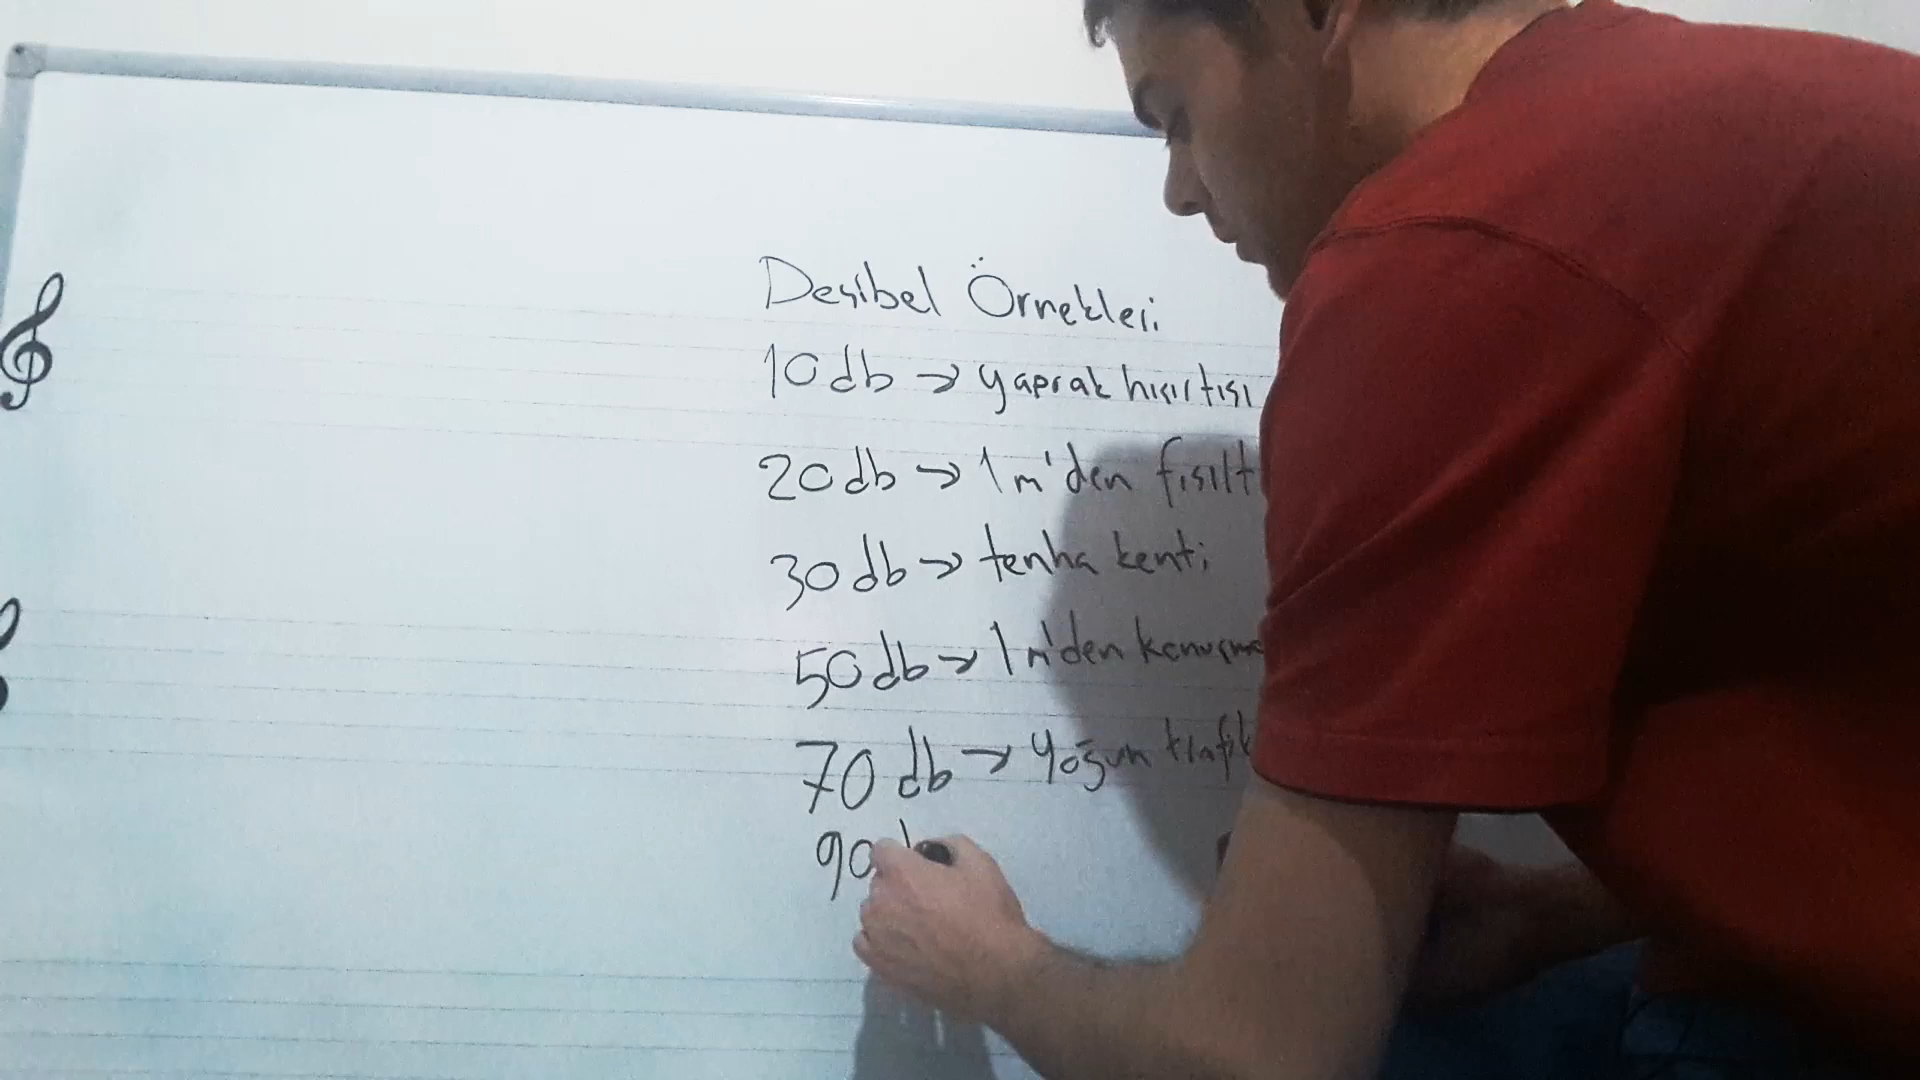 Desibel Örnekleri
10 db → yaprak hışırtısı
20 db → 1 m'den fısılt
30 db → tenha kenti
50 db → 1 m'den konuşma
70 db → yoğun trafik
90